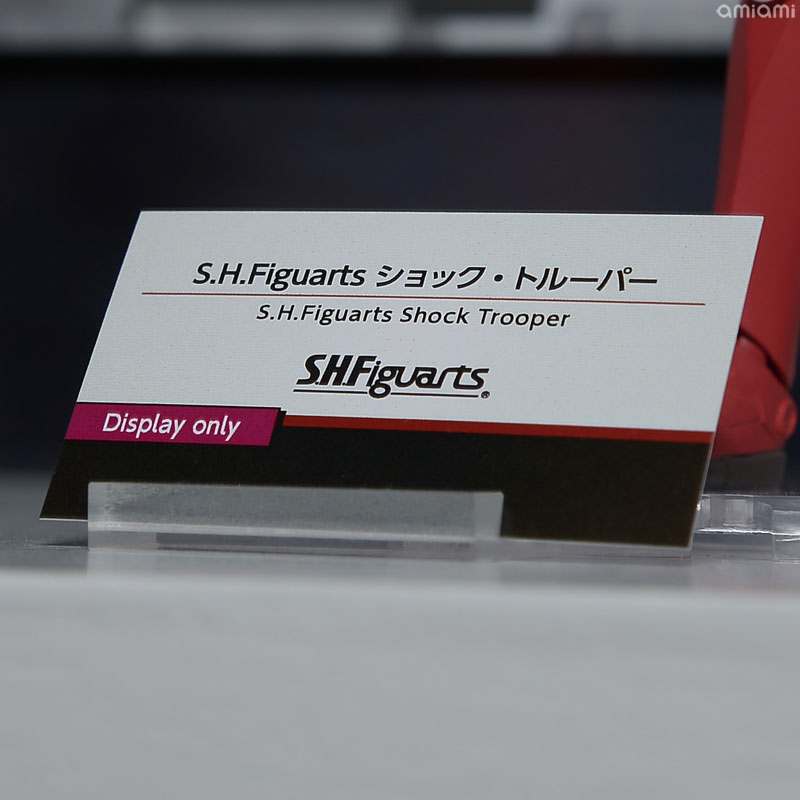 amiami
S.H.Figuarts ショック・トルーパー
S.H.Figuarts Shock Trooper
S.H.Figuarts®
Display only